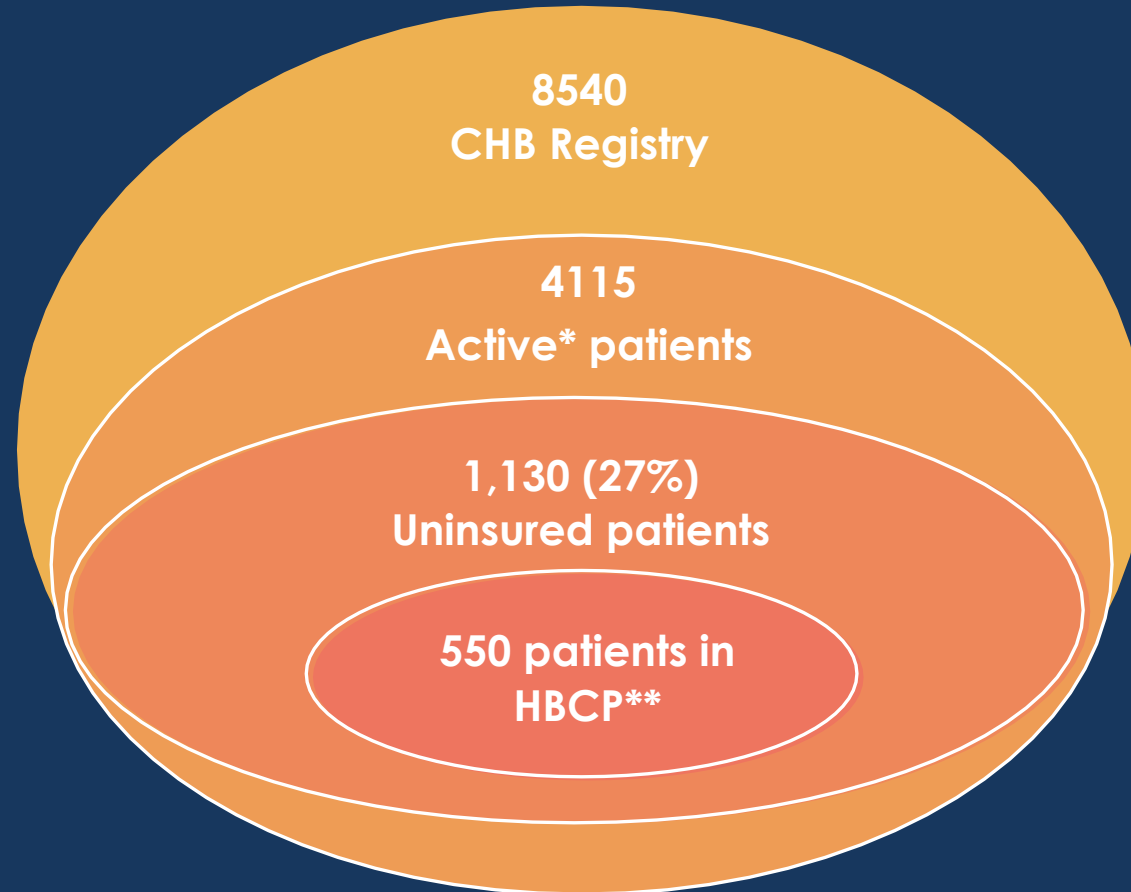 8540
CHB Registry
4115
Active* patients
1,130 (27%)
Uninsured patients
550 patients in
HBCP**